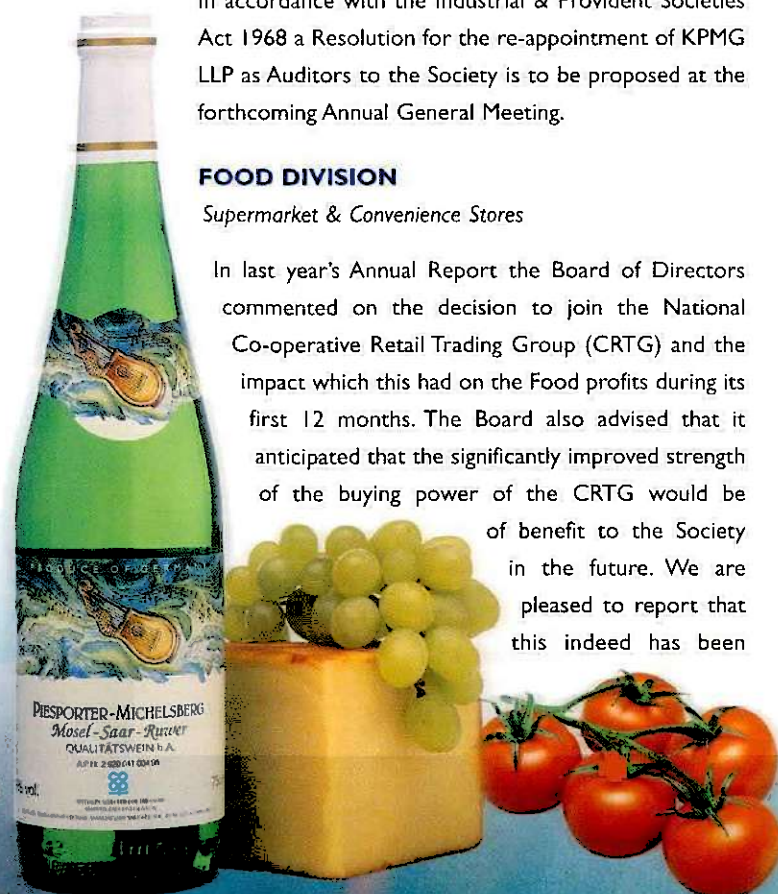 In accordance with the Industrial & Provident Societies
Act 1968 a Resolution for the re-appointment of KPMG
LLP as Auditors to the Society is to be proposed at the
forthcoming Annual General Meeting.
FOOD DIVISION
Supermarket & Convenience Stores
In last year's Annual Report the Board of Directors
commented on the decision to join the National
Co-operative Retail Trading Group (CRTG) and the
impact which this had on the Food profits during its
first 12 months. The Board also advised that it
anticipated that the significantly improved strength
of the buying power of the CRTG would be
of benefit to the Society
in the future. We are
pleased to report that
this indeed has been
PRODUCE OF GERMANY
PIESPORTER-MICHELSBERG
Mosel-Saar-Ruwer
QUALITÄTSWEIN b.A.
% vol.